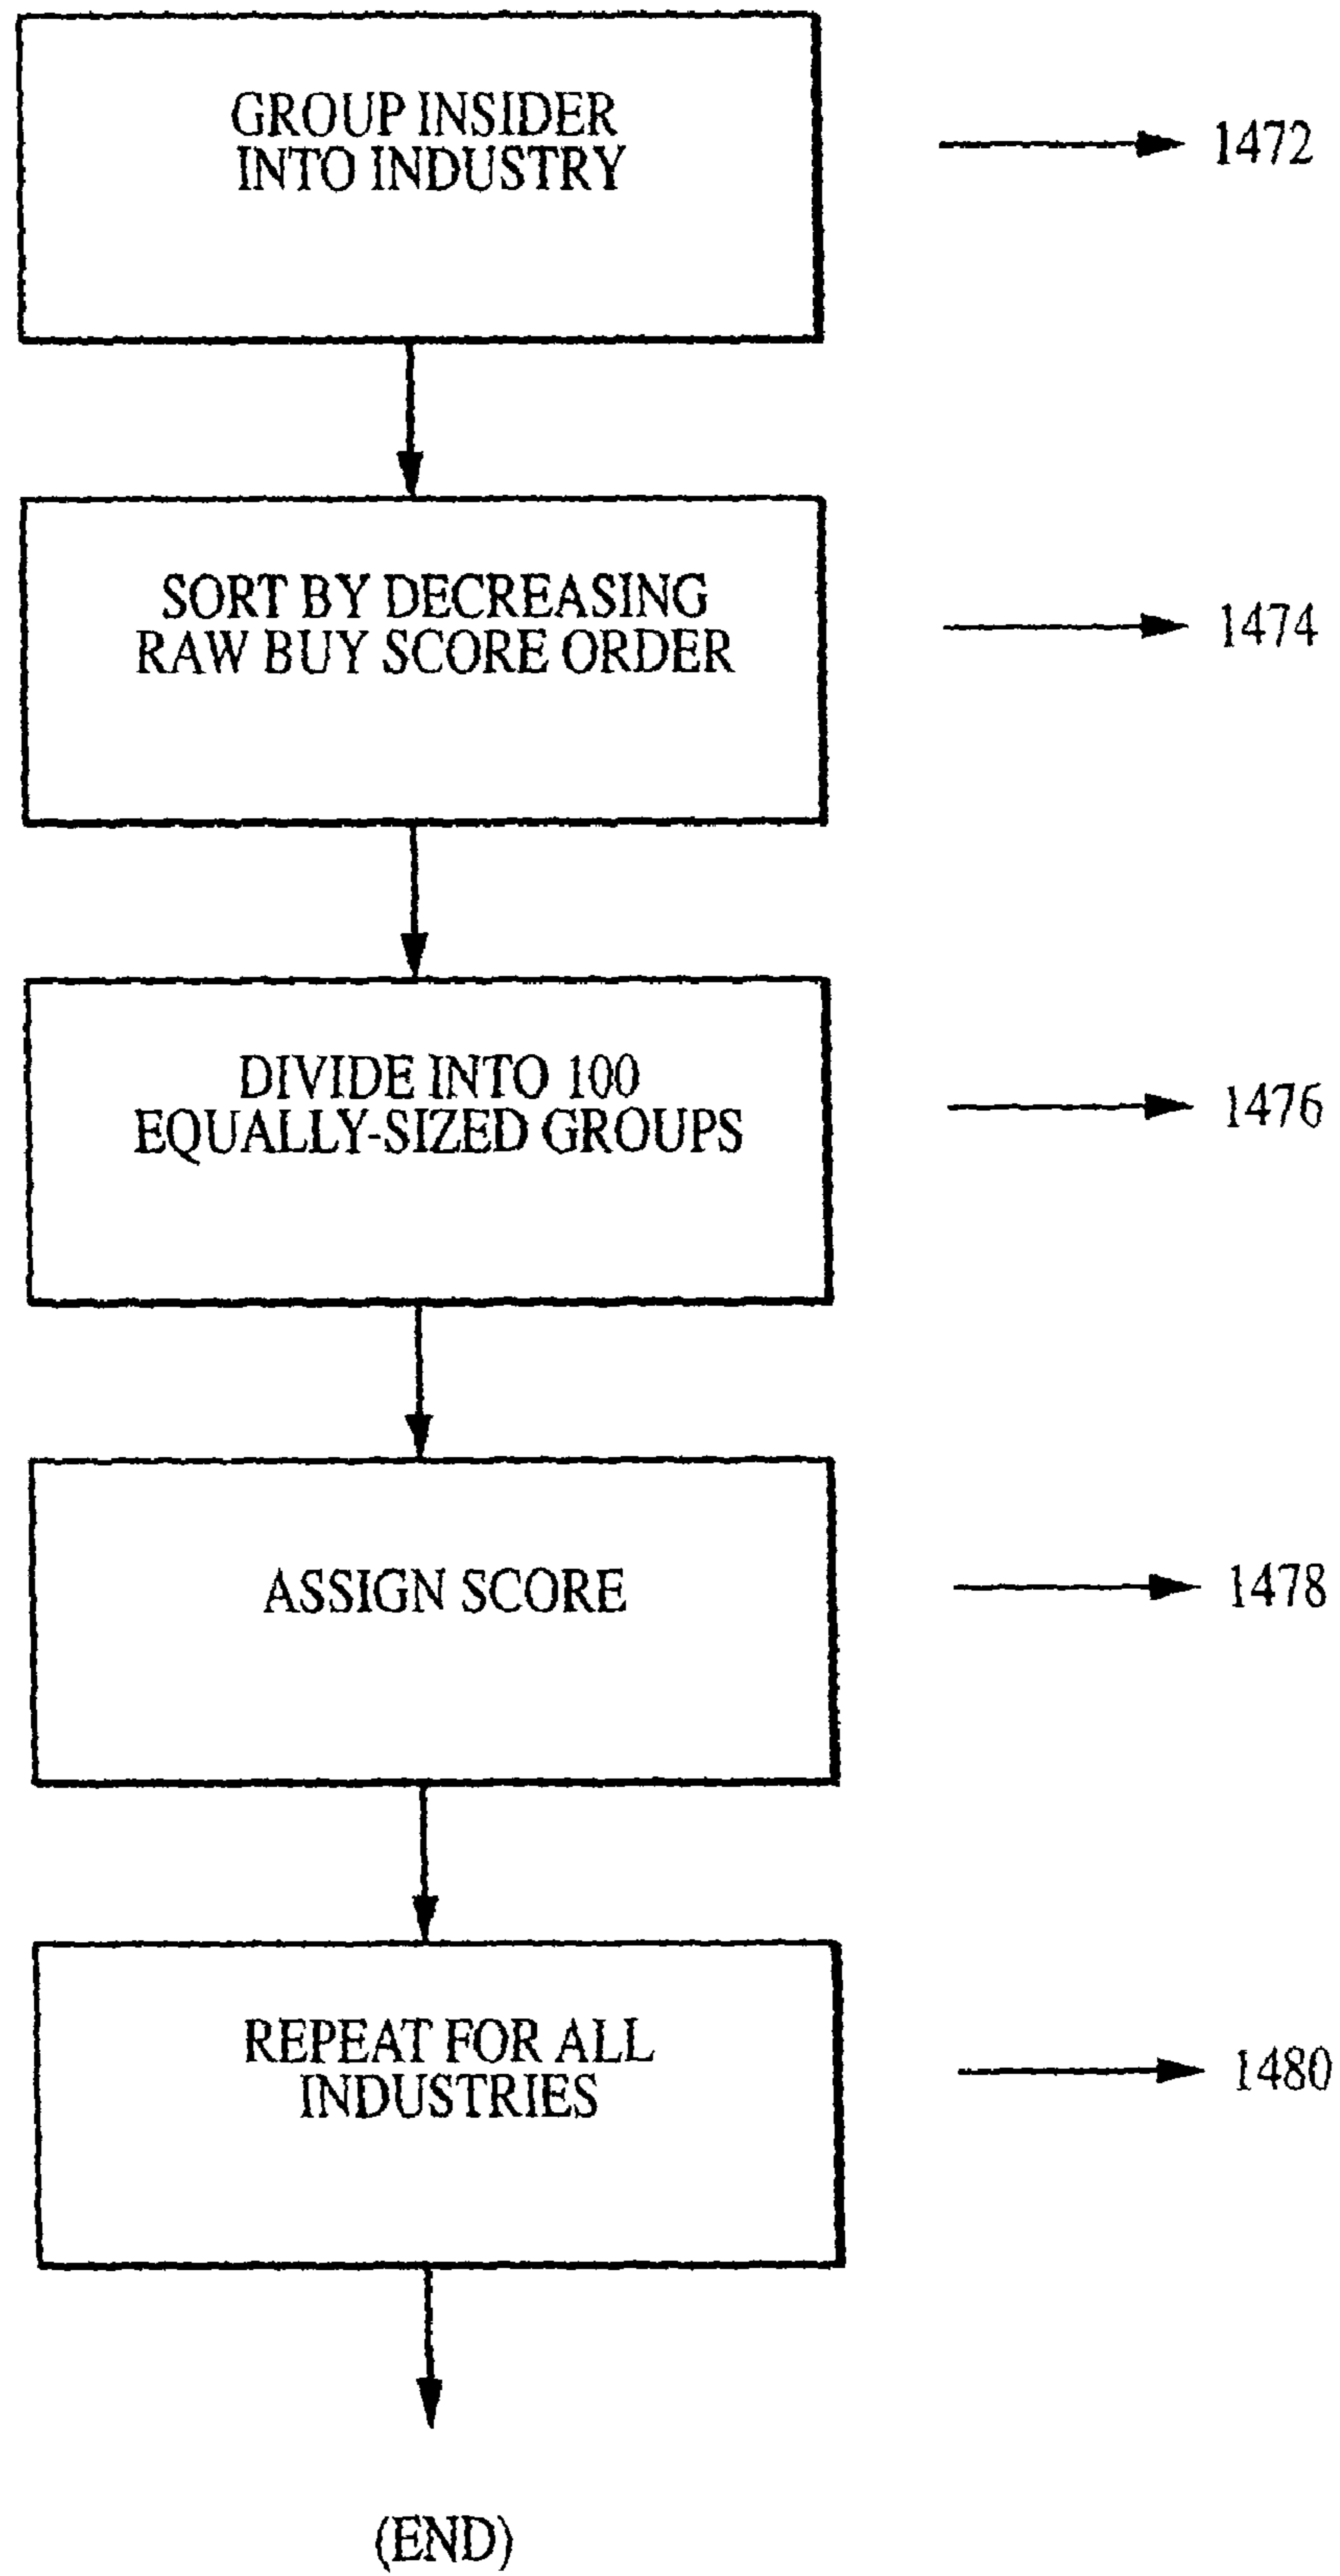 GROUP INSIDER
INTO INDUSTRY
1472
SORT BY DECREASING
RAW BUY SCORE ORDER
1474
DIVIDE INTO 100
EQUALLY-SIZED GROUPS
1476
ASSIGN SCORE
1478
REPEAT FOR ALL
INDUSTRIES
1480
(END)